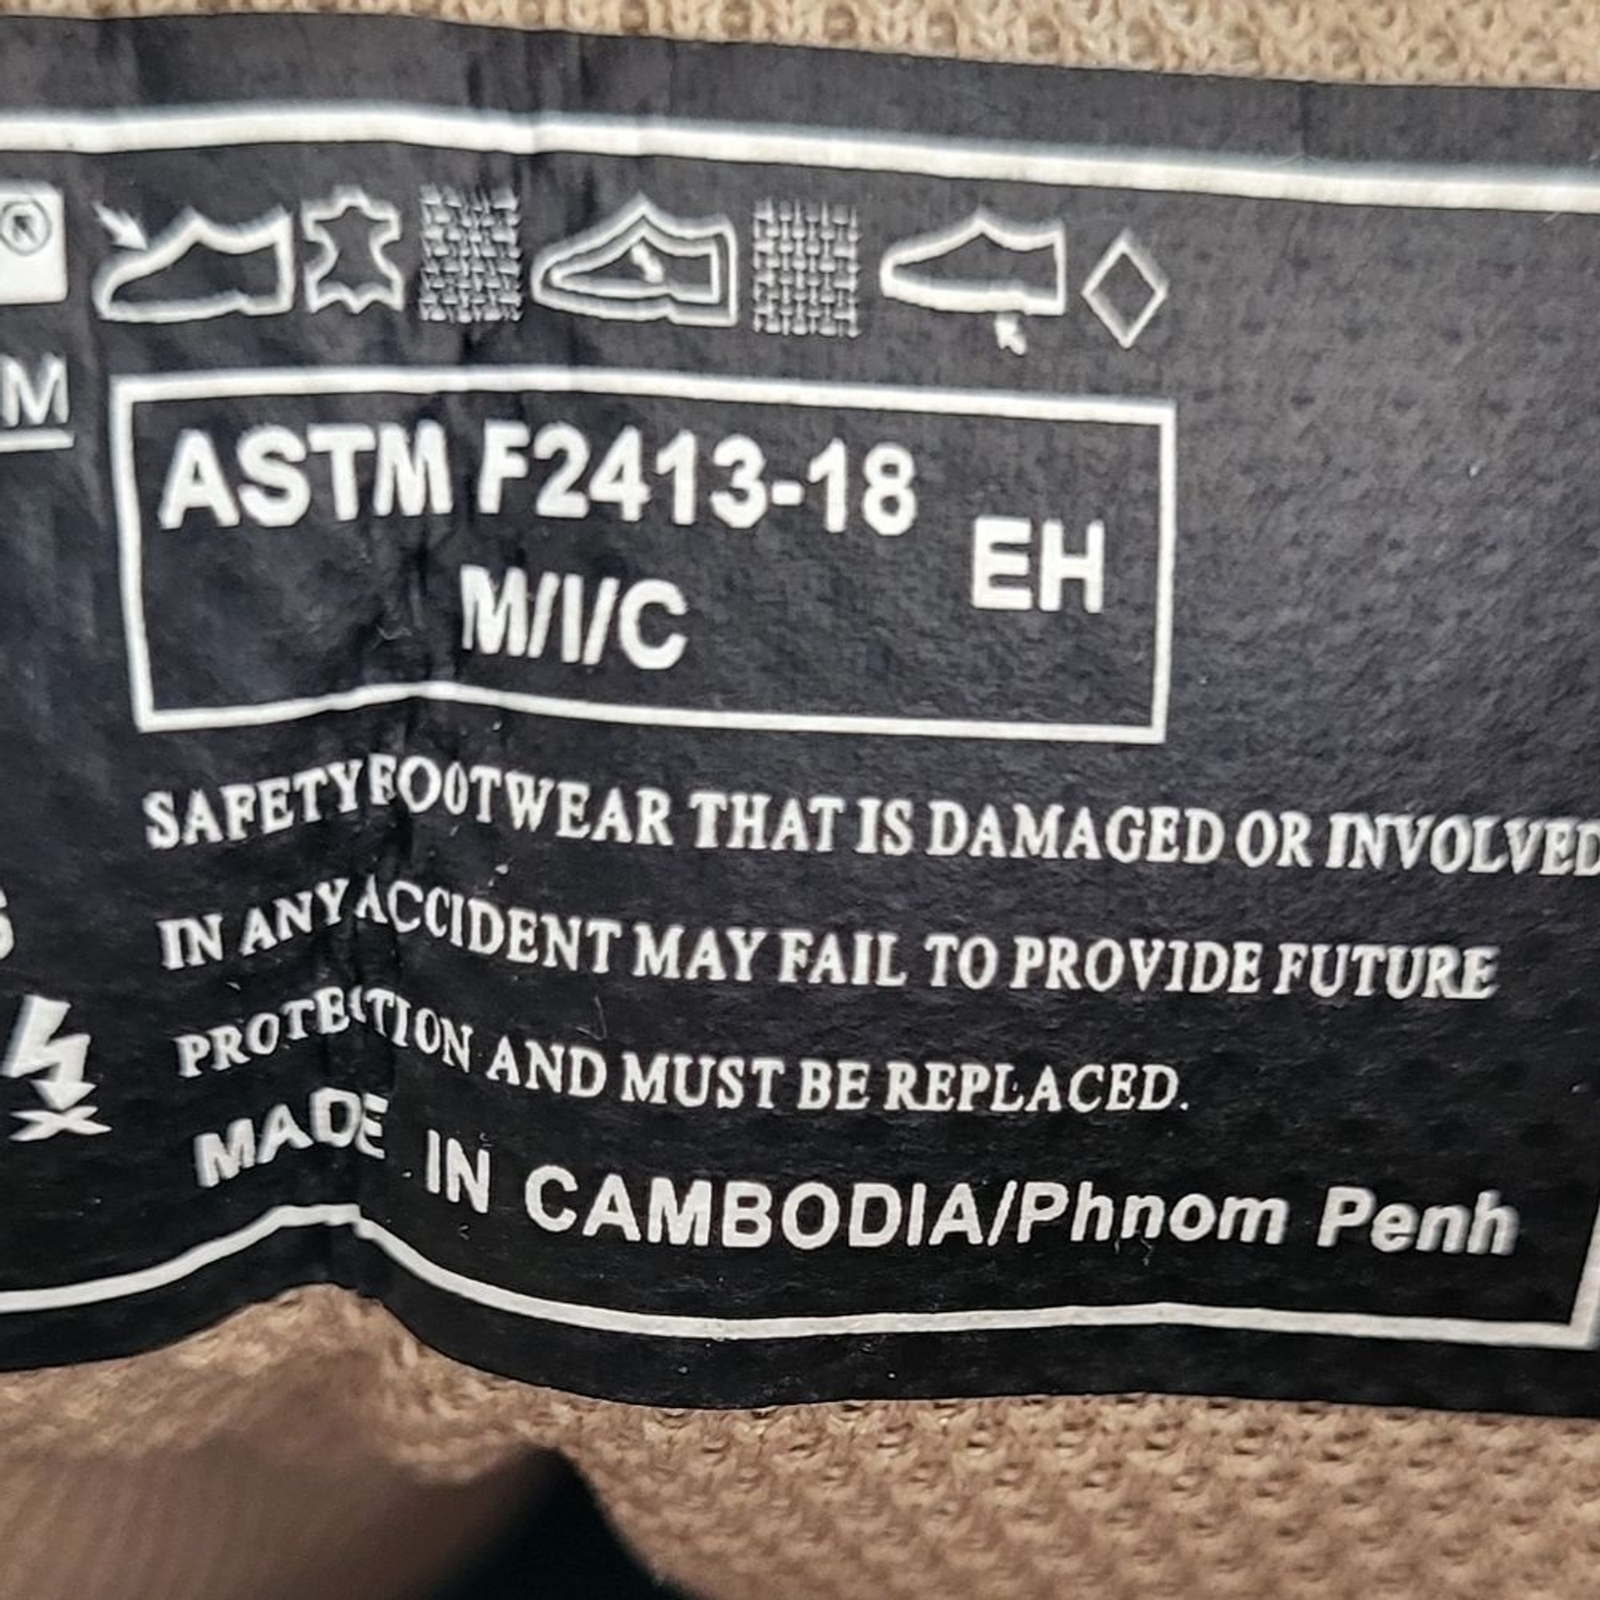 M
ASTM F2413-18
EH
M/I/C
SAFETY FOOTWEAR THAT IS DAMAGED OR INVOLVED
IN ANY ACCIDENT MAY FAIL TO PROVIDE FUTURE
PROTECTION AND MUST BE REPLACED.
MADE IN CAMBODIA/Phnom Penh